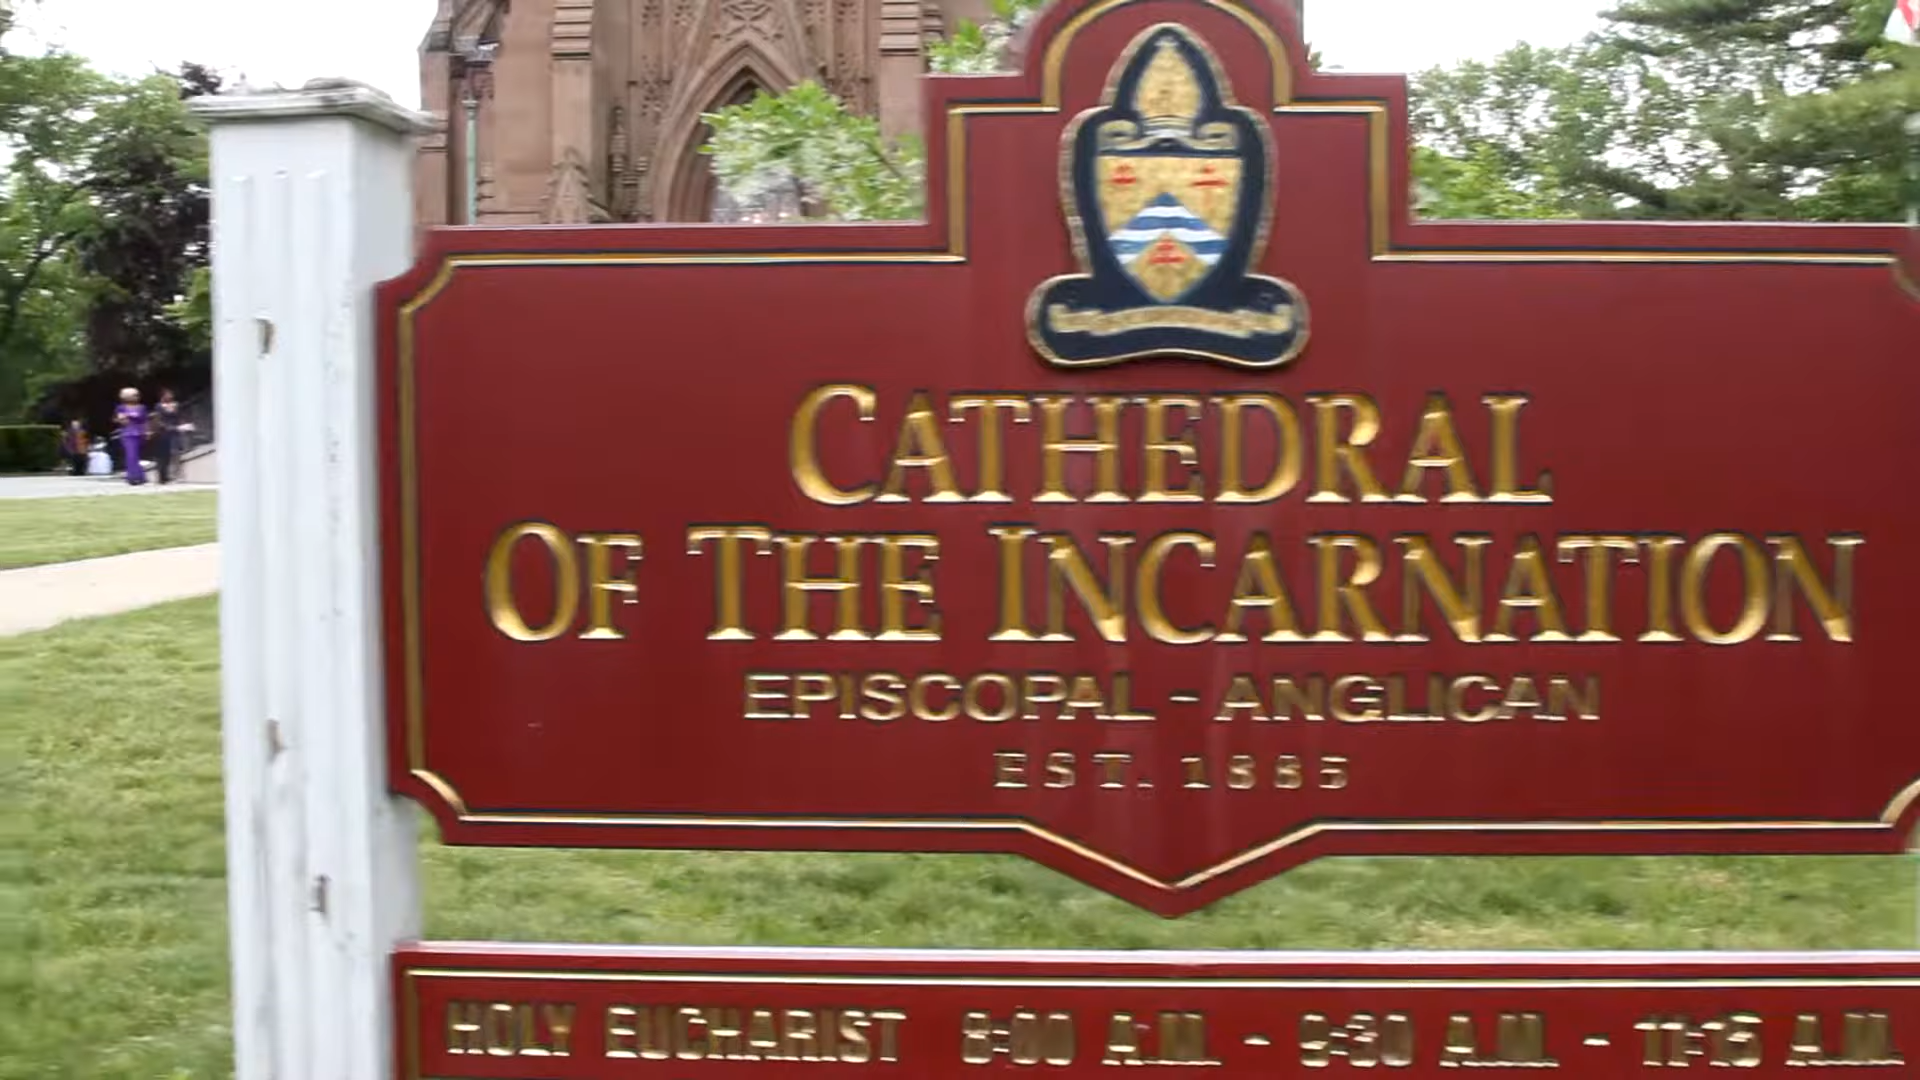 CATHEDRAL
OF THE INCARNATION
EPISCOPAL - ANGLICAN
EST. 1885
HOLY EUCHARIST 8:00 A.M. - 9:30 A.M. - 11:15 A.M.